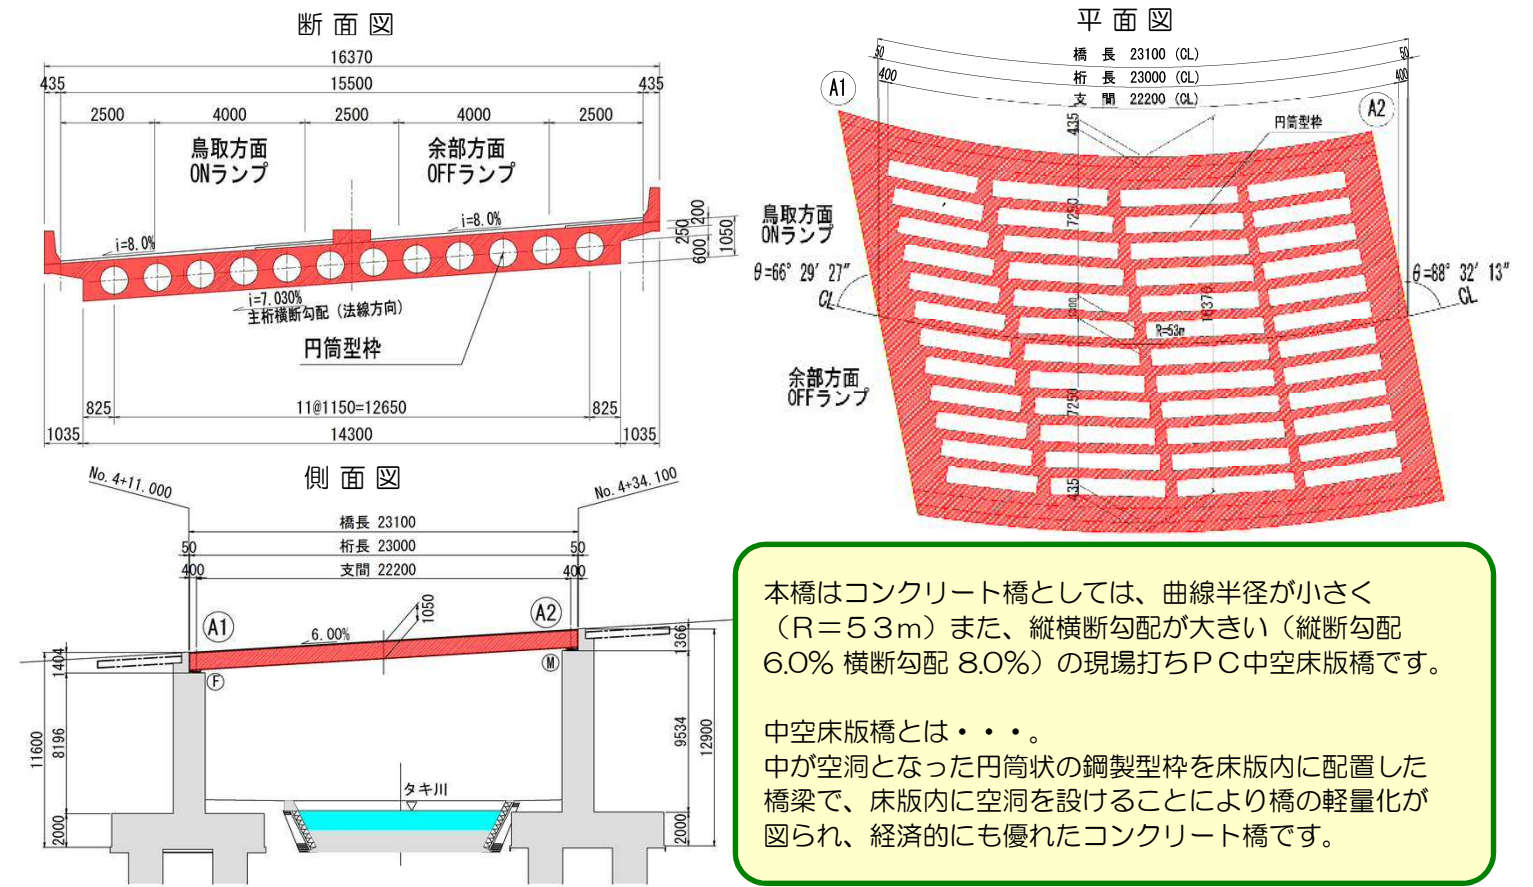 断面図
16370
435
15500
435
2500
4000
2500
4000
2500
鳥取方面
ONランプ
余部方面
OFFランプ
i=8.0%
i=8.0%
200
250
600
1050
i=7.030%
主桁横断勾配（法線方向）
円筒型枠
825
11@1150=12650
825
1035
14300
1035
平面図
50
橋　長　23100 (CL)
50
400
桁　長　23000 (CL)
400
支　間　22200 (CL)
A1
A2
435
円筒型枠
7250
鳥取方面
ONランプ
θ=66° 29′ 27″
CL
θ=88° 32′ 13″
CL
16370
R=53m
余部方面
OFFランプ
7250
435
側面図
No. 4+11.000
No. 4+34.100
橋長 23100
50
桁長 23000
50
400
支間 22200
400
A1
A2
1050
6.00%
1404
1366
F
M
11600
8196
9534
12900
タキ川
2000
2000
本橋はコンクリート橋としては、曲線半径が小さく
（R＝５３m）また、縦横断勾配が大きい（縦断勾配
6.0% 横断勾配 8.0%）の現場打ちＰＣ中空床版橋です。
中空床版橋とは・・・。
中が空洞となった円筒状の鋼製型枠を床版内に配置した
橋梁で、床版内に空洞を設けることにより橋の軽量化が
図られ、経済的にも優れたコンクリート橋です。